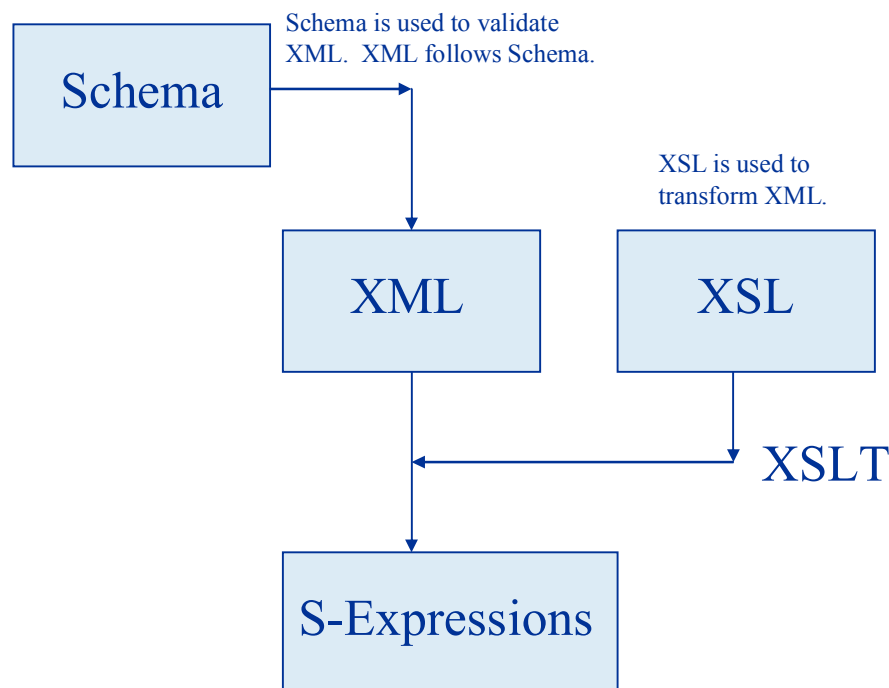 Schema is used to validate
XML. XML follows Schema.
Schema
XSL is used to
transform XML.
XML
XSL
XSLT
S-Expressions